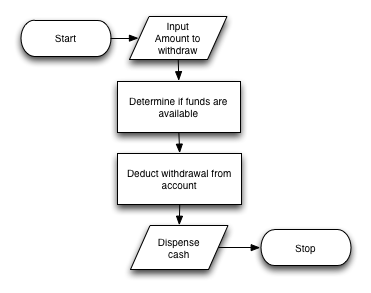 Start
Input
Amount to
withdraw
Determine if funds are
available
Deduct withdrawal from
account
Dispense
cash
Stop